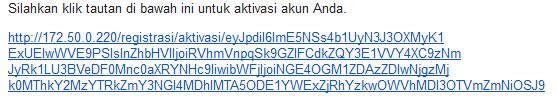 Silahkan klik tautan di bawah ini untuk aktivasi akun Anda.
http://172.50.0.220/registrasi/aktivasi/eyJpdiI6ImE5NSs4b1UyN3J3OXMyK1
ExUElwWVE9PSIsInZhbHVlIjoiRVhmVnpqSk9GZlFCdkZQY3E1VVY4XC9zNm
JyRk1LU3BVeDF0Mnc0aXRYNHc9IiwibWFjIjoiNGE4OGM1ZDAzZDIwNjgzMj
k0MThkY2MzYTRkZmY3NGI4MDhlMTA5ODE1YWExZjRhYzkwOWVhMDI3OTVmZmNiOSJ9